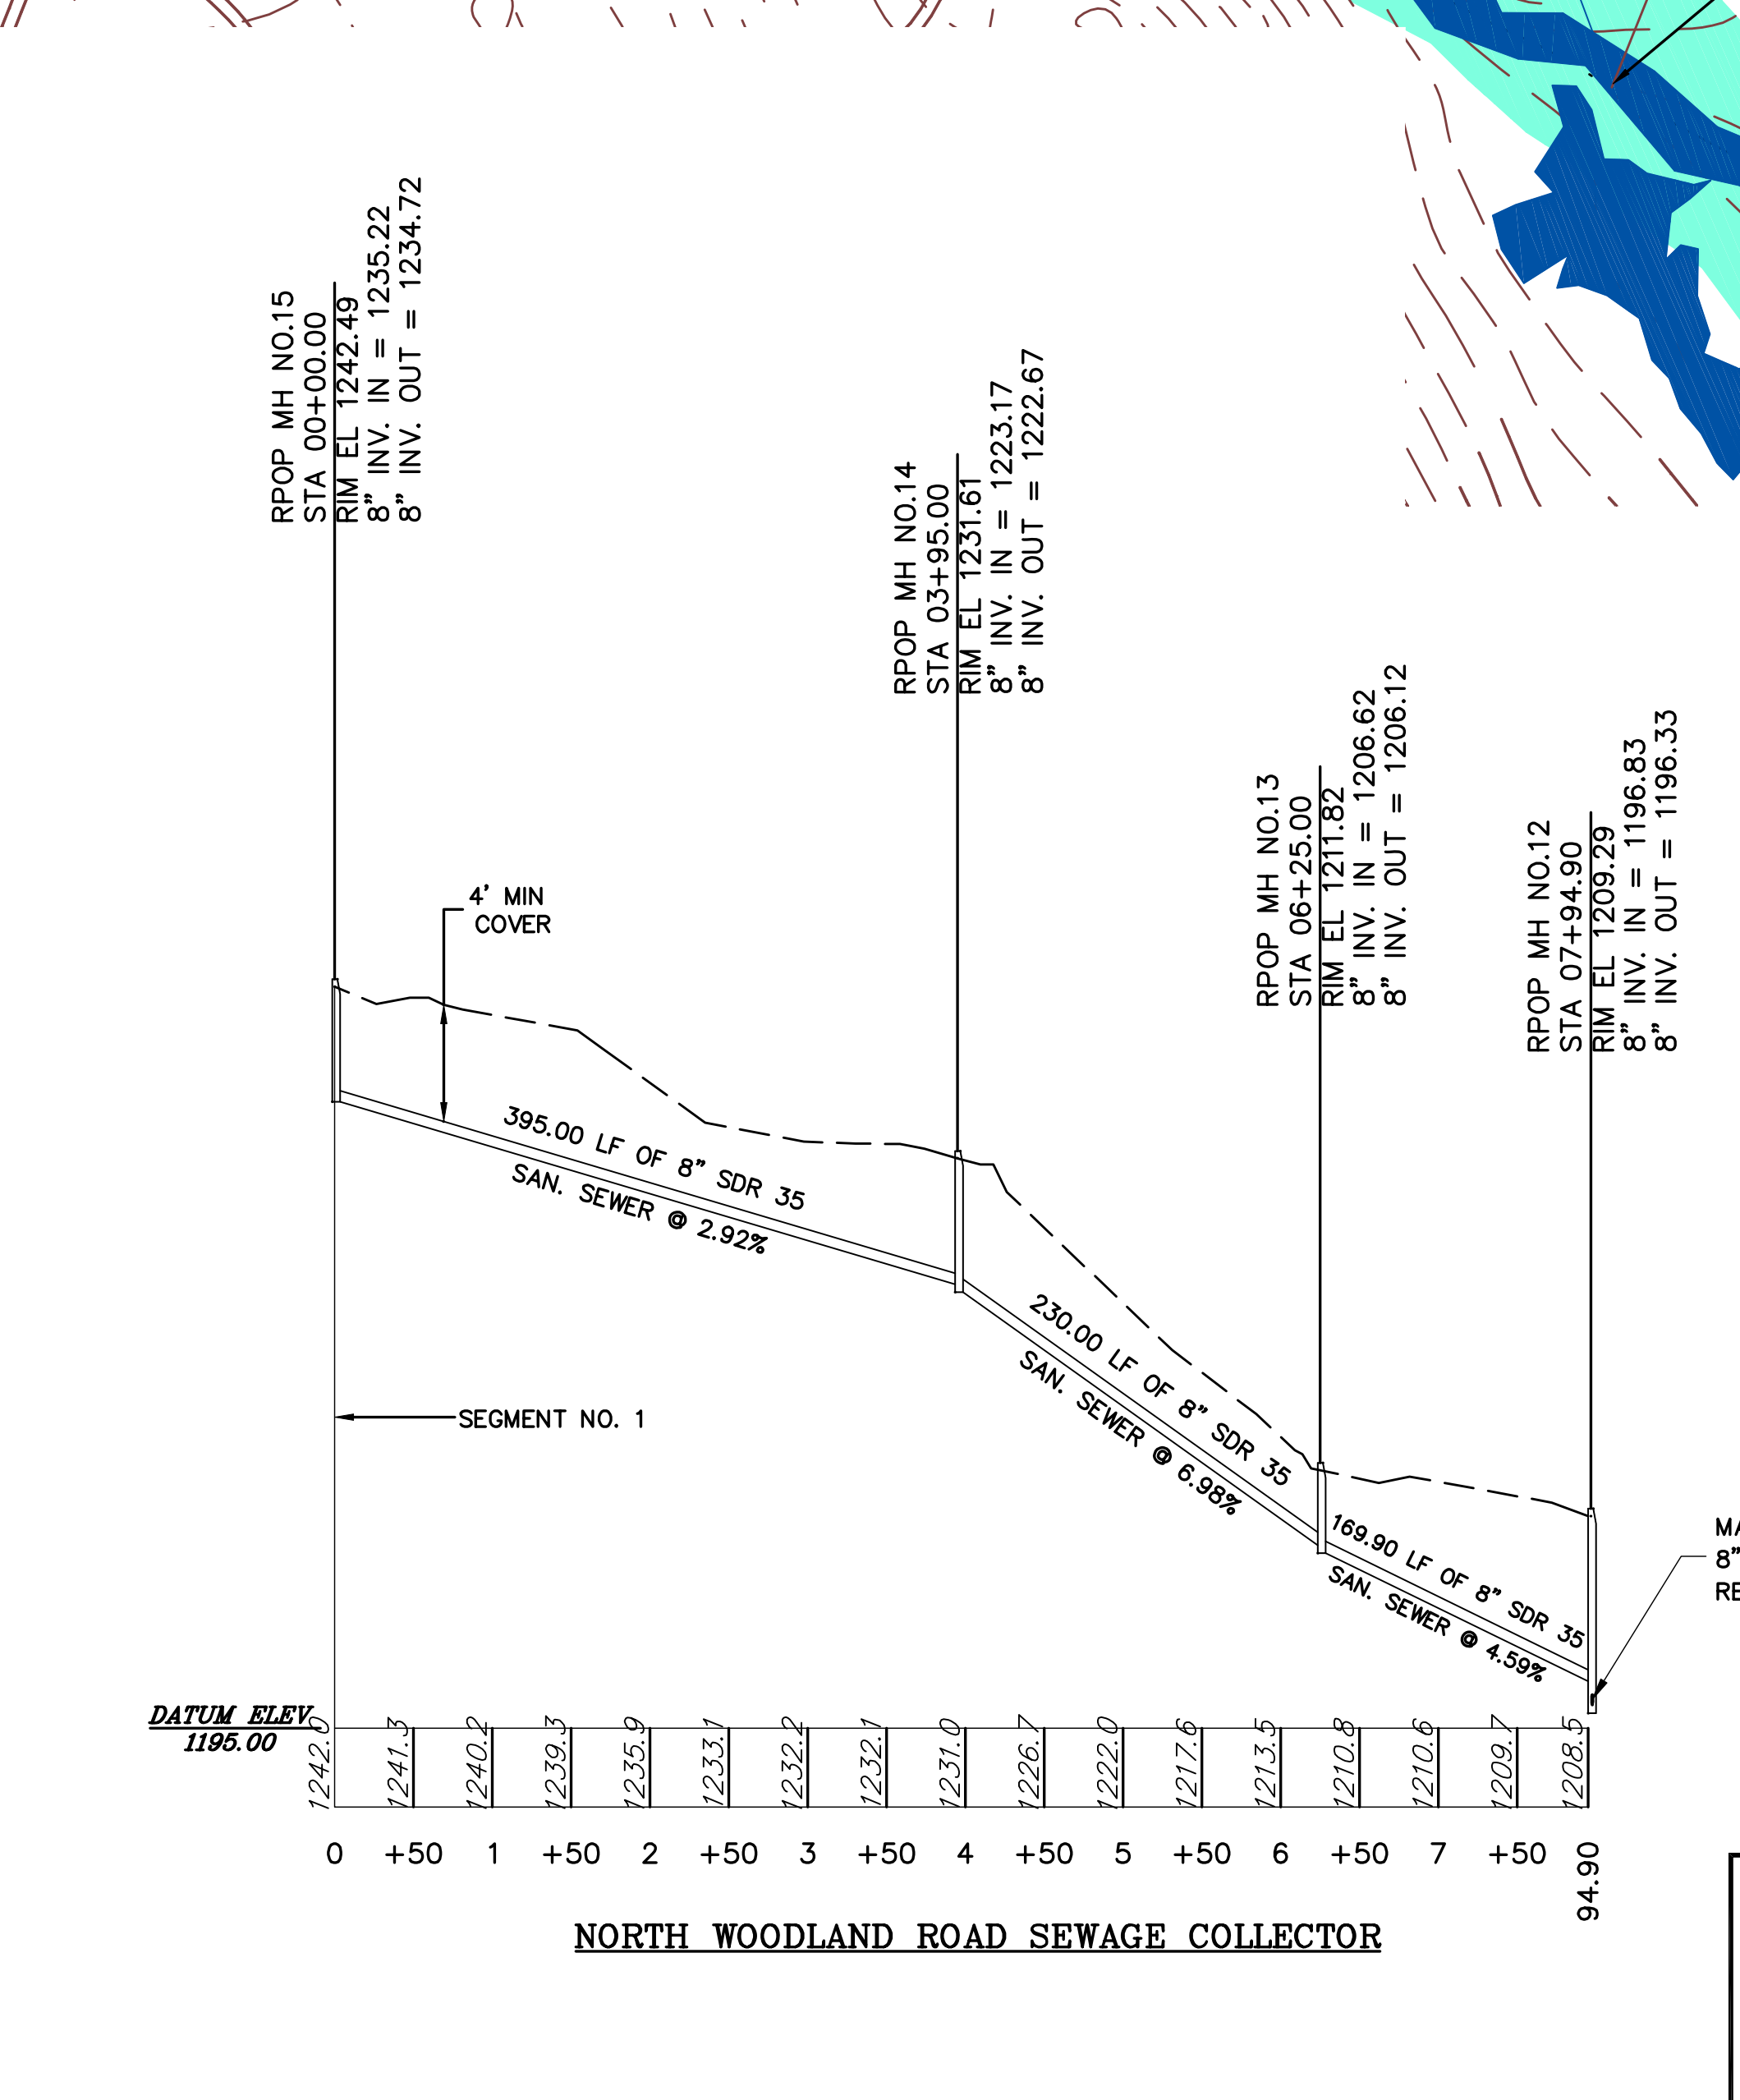 RPOP MH NO.15
STA 00+00.00
RIM EL 1242.49
8" INV. IN = 1235.22
8" INV. OUT = 1234.72
RPOP MH NO.14
STA 03+95.00
RIM EL 1231.61
8" INV. IN = 1223.17
8" INV. OUT = 1222.67
RPOP MH NO.13
STA 06+25.00
RIM EL 1211.82
8" INV. IN = 1206.62
8" INV. OUT = 1206.12
RPOP MH NO.12
STA 07+94.90
RIM EL 1209.29
8" INV. IN = 1196.83
8" INV. OUT = 1196.33
4' MIN
COVER
395.00 LF OF 8" SDR 35
SAN. SEWER @ 2.92%
230.00 LF OF 8" SDR 35
SAN. SEWER @ 6.98%
169.90 LF OF 8" SDR 35
SAN. SEWER @ 4.59%
SEGMENT NO. 1
MA
8"
RE
DATUM ELEV
1195.00
1242.0 1241.3 1240.2 1239.3 1235.9 1233.1 1232.2 1232.1 1231.0 1226.7 1222.0 1217.6 1213.5 1210.8 1210.6 1209.7 1208.5
0 +50 1 +50 2 +50 3 +50 4 +50 5 +50 6 +50 7 +50 94.90
NORTH WOODLAND ROAD SEWAGE COLLECTOR